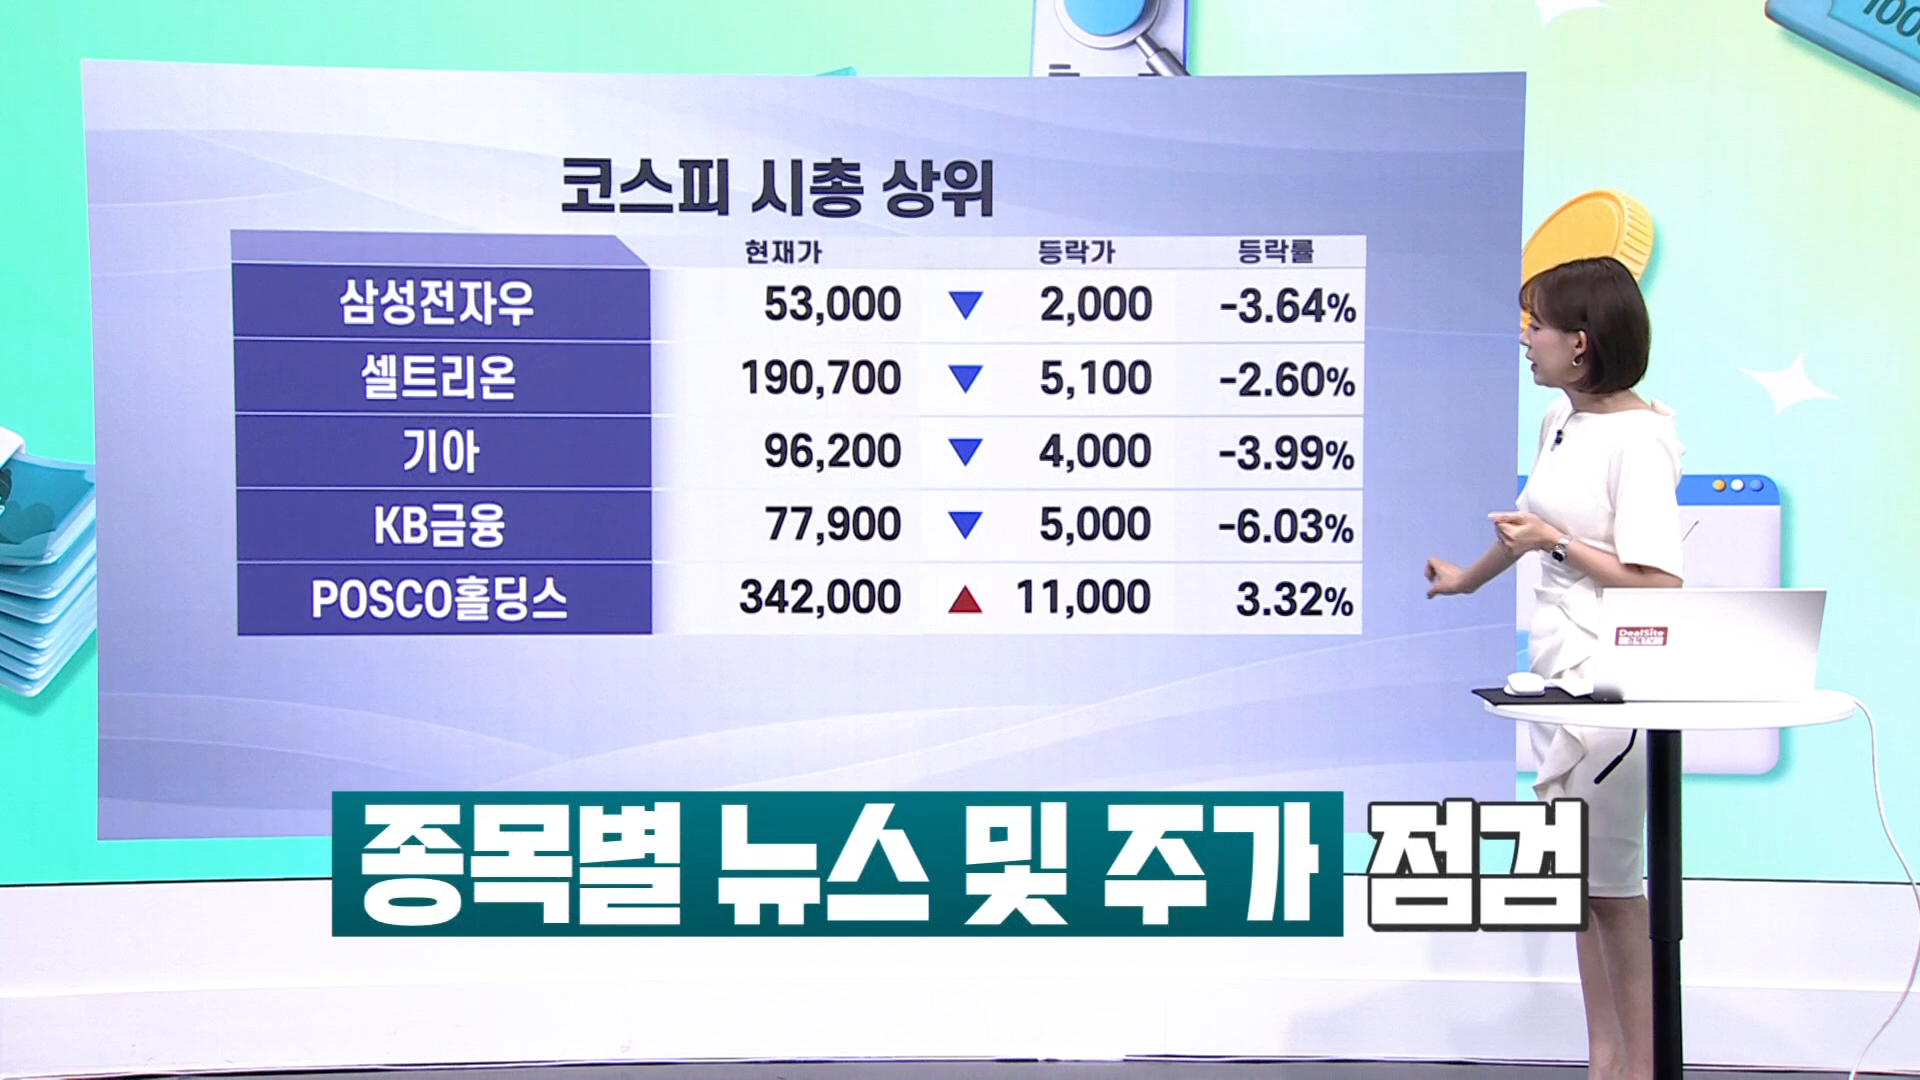 코스피 시총 상위
현재가 등락가 등락률
삼성전자우 53,000 ▼ 2,000 -3.64%
셀트리온 190,700 ▼ 5,100 -2.60%
기아 96,200 ▼ 4,000 -3.99%
KB금융 77,900 ▼ 5,000 -6.03%
POSCO홀딩스 342,000 ▲ 11,000 3.32%
DealSite
종목별 뉴스 및 주가 점검